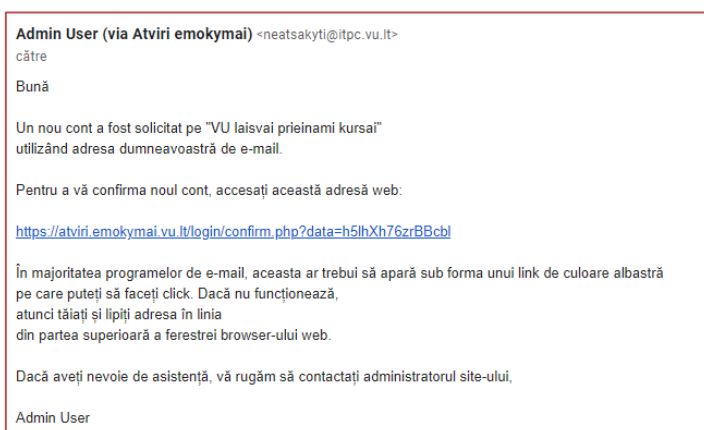 Admin User (via Atviri emokymai) <neatsakyti@itpc.vu.lt>
către
Bună
Un nou cont a fost solicitat pe "VU laisvai prieinami kursai"
utilizând adresa dumneavoastră de e-mail.
Pentru a vă confirma noul cont, accesați această adresă web:
https://atviri.emokymai.vu.lt/login/confirm.php?data=h5lhXh76zrBBcbl
În majoritatea programelor de e-mail, aceasta ar trebui să apară sub forma unui link de culoare albastră
pe care puteți să faceți click. Dacă nu funcționează,
atunci tăiați și lipiți adresa în linia
din partea superioară a ferestrei browser-ului web.
Dacă aveți nevoie de asistență, vă rugăm să contactați administratorul site-ului,
Admin User